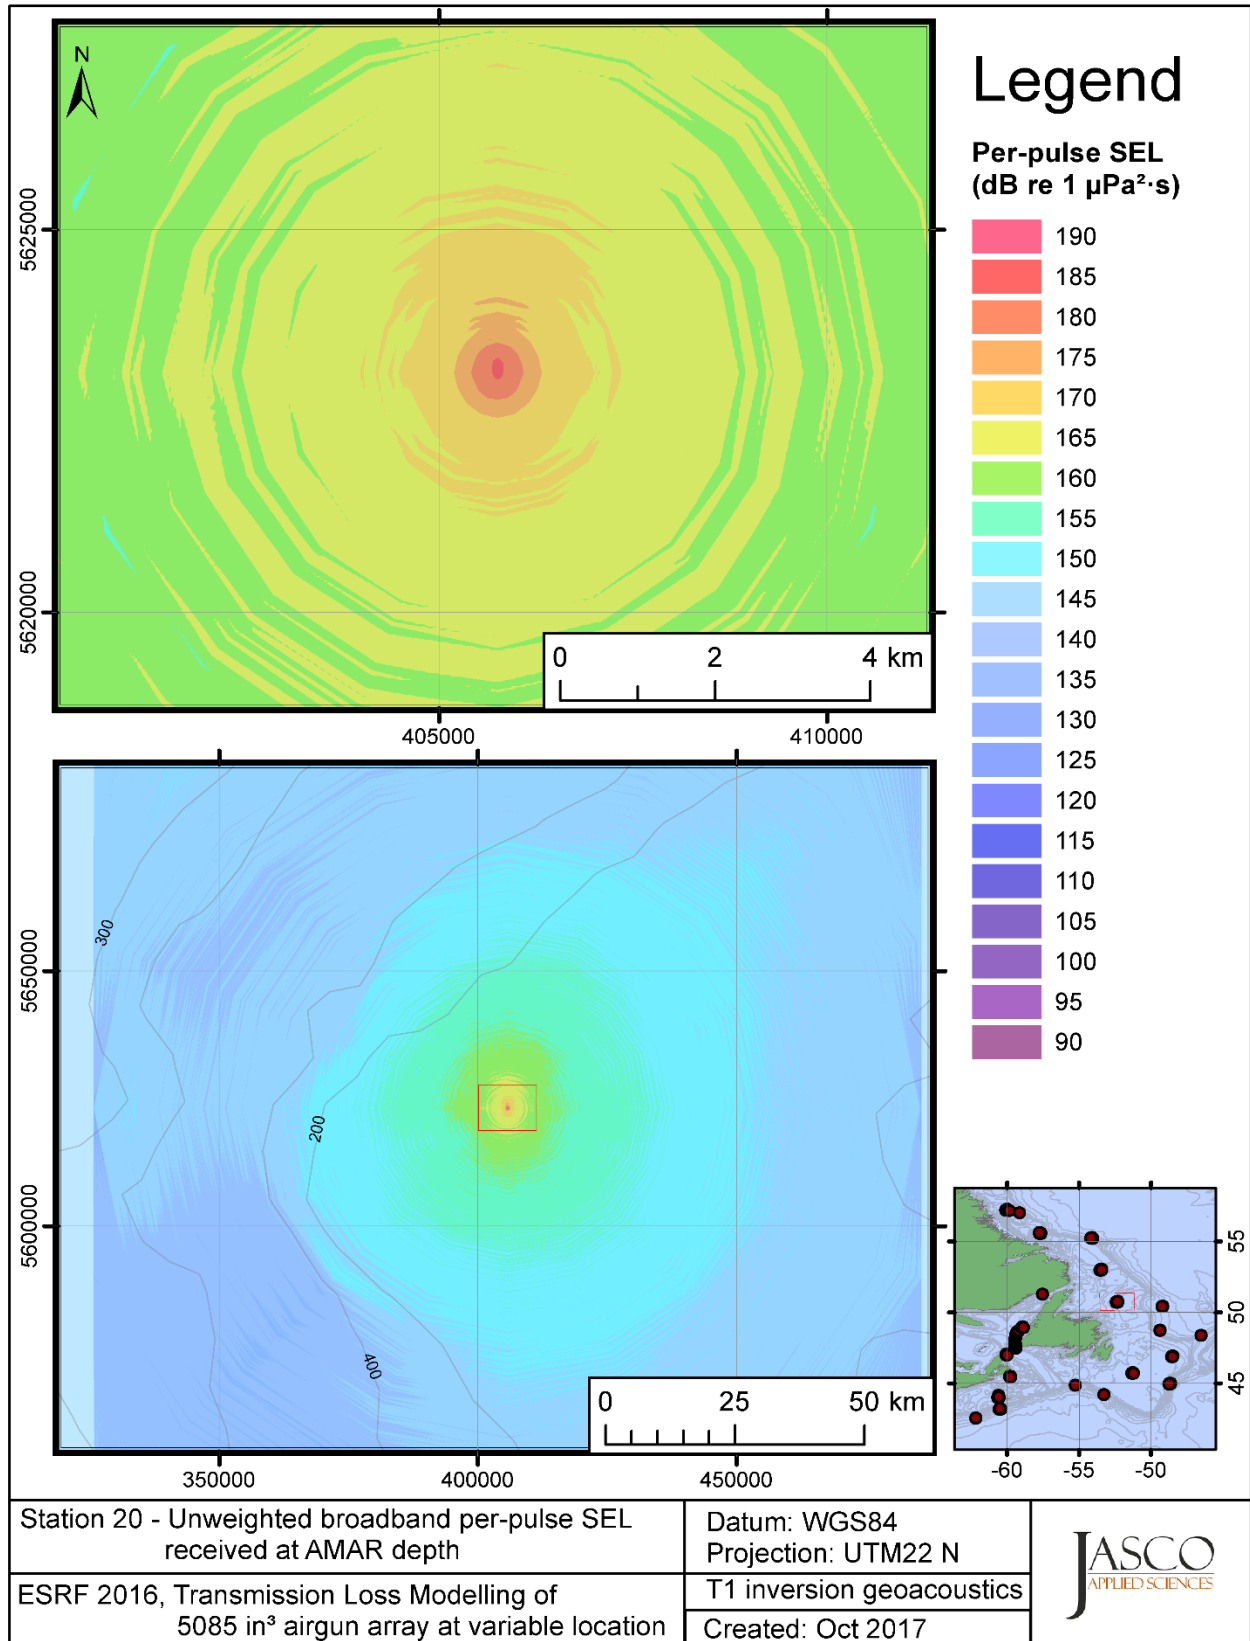 N
5625000
5620000
0 2 4 km
405000 410000
300
200
400
5650000
5600000
0 25 50 km
350000 400000 450000
Legend
Per-pulse SEL
(dB re 1 µPa²·s)
190
185
180
175
170
165
160
155
150
145
140
135
130
125
120
115
110
105
100
95
90
55
50
45
-60 -55 -50
Station 20 - Unweighted broadband per-pulse SEL
received at AMAR depth
ESRF 2016, Transmission Loss Modelling of
5085 in³ airgun array at variable location
Datum: WGS84
Projection: UTM22 N
T1 inversion geoacoustics
Created: Oct 2017
JASCO
APPLIED SCIENCES